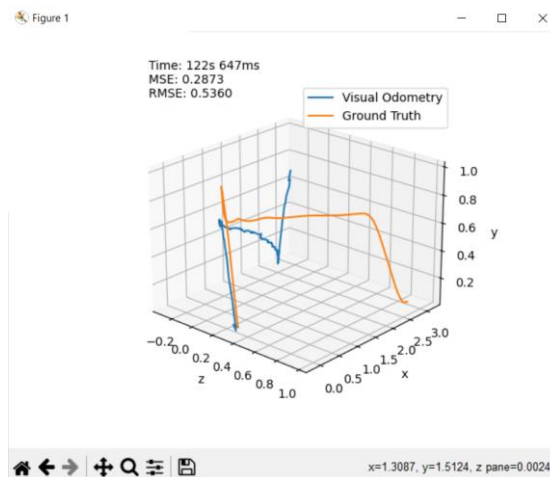 Figure 1
Time: 122s 647ms
MSE: 0.2873
RMSE: 0.5360
Visual Odometry
Ground Truth
1.0
0.8
0.6
0.4
0.2
y
-0.2
0.0
0.2
0.4
0.6
0.8
1.0
z
0.0
0.5
1.0
1.5
2.0
2.5
3.0
x
x=1.3087, y=1.5124, z pane=0.0024